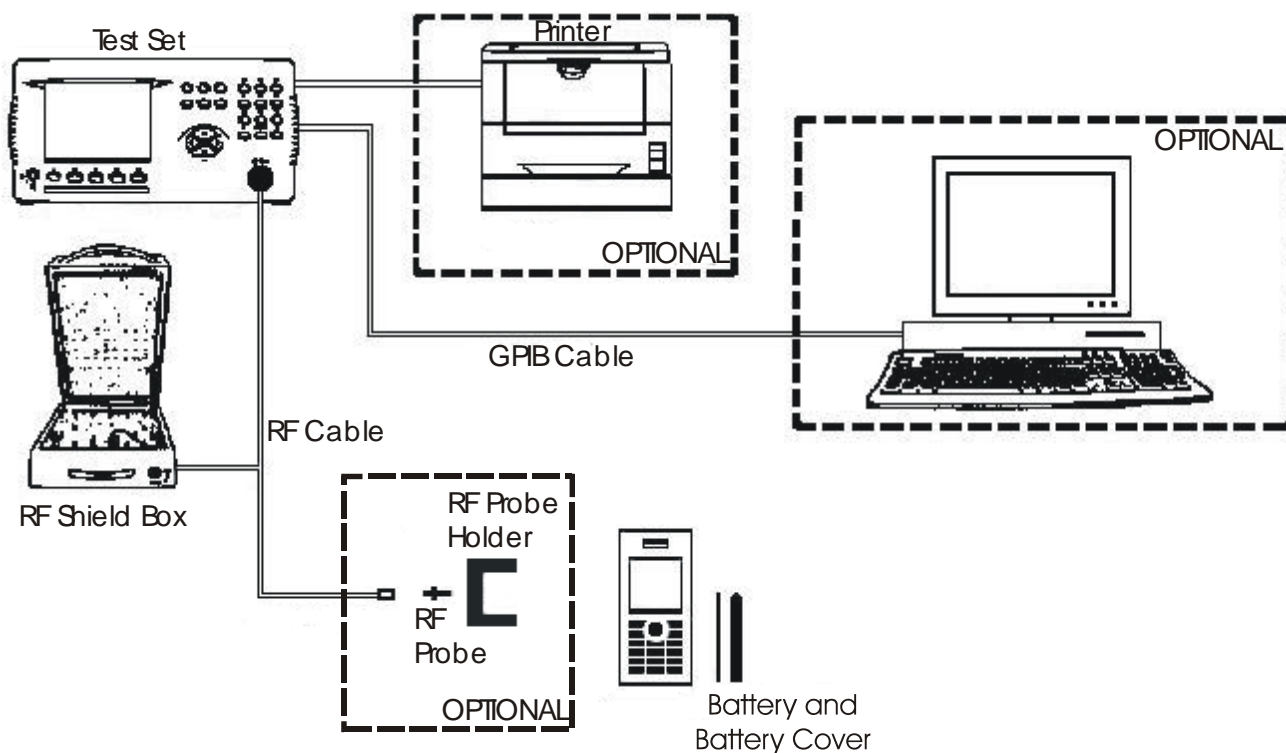 Test Set
Printer
OPTIONAL
OPTIONAL
GPIB Cable
RF Cable
RF Shield Box
RF Probe
Holder
RF
Probe
OPTIONAL
Battery and
Battery Cover